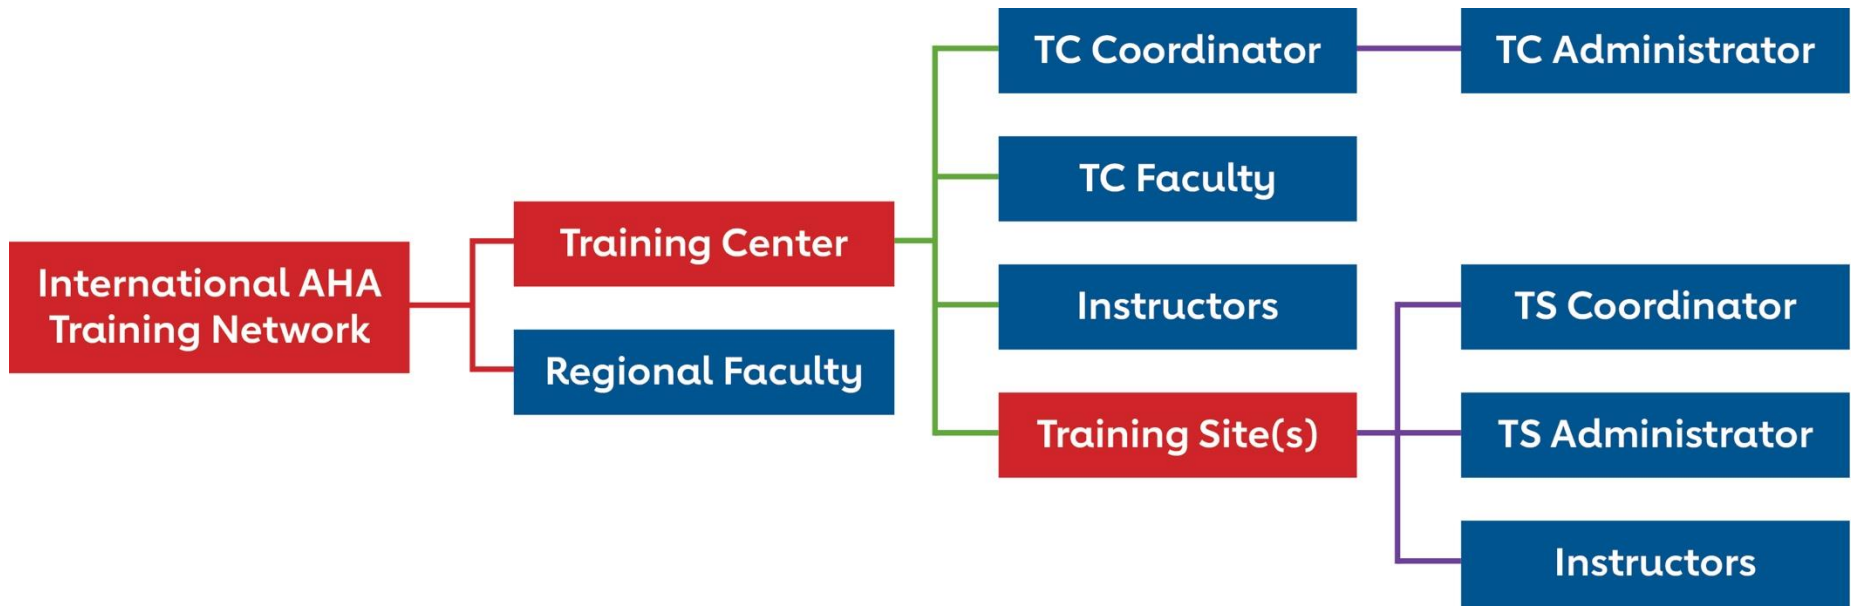 International AHA
Training Network
Training Center
Regional Faculty
TC Coordinator
TC Faculty
Instructors
Training Site(s)
TC Administrator
TS Coordinator
TS Administrator
Instructors